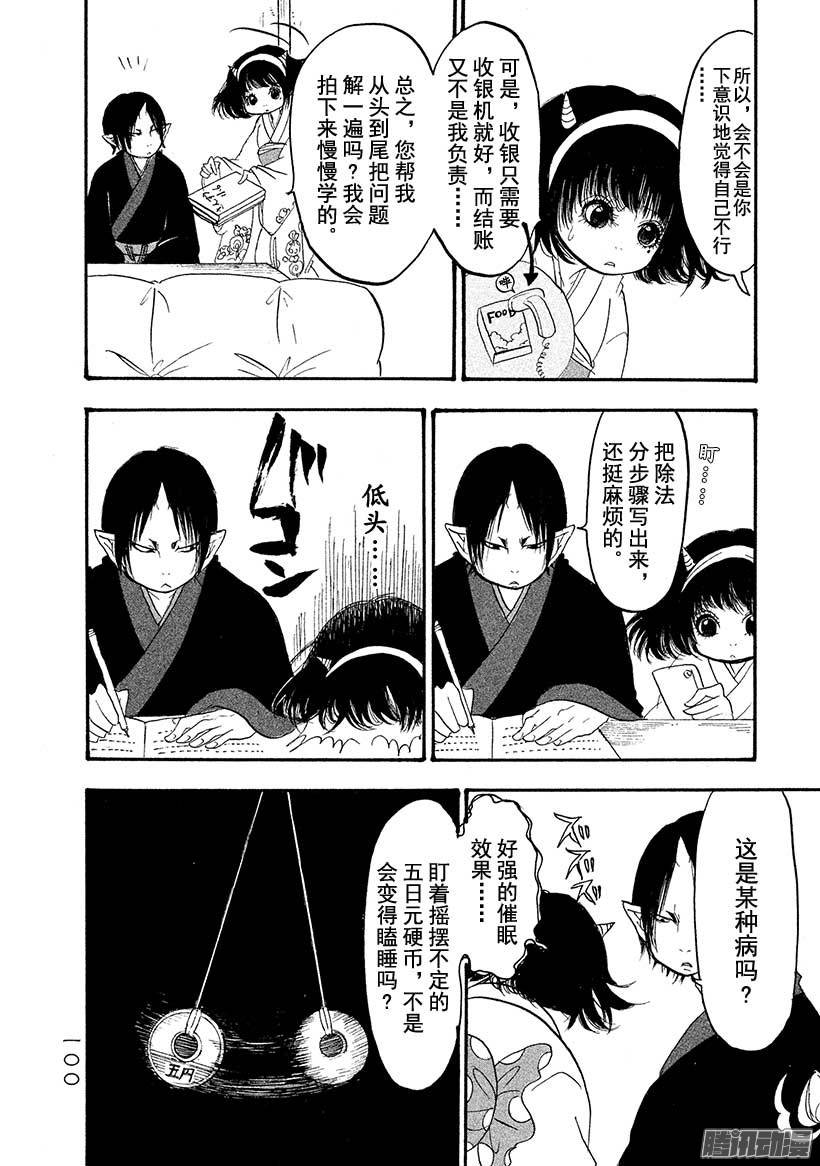 所以，会不会是你
下意识地觉得自己不行
……
可是，收银只需要
收银机就好，而结账
又不是我负责
……
哔
FOOD
总之，您帮我
从头到尾把问题
解一遍吗？我会
拍下来慢慢学的。
盯……
把除法
分步骤写出来，
还挺麻烦的。
低头……
バコン
这是某种病吗？
ズズズ
好强的催眠
效果……
盯着摇摆不定的
五日元硬币，不是
会变得瞌睡吗？
五円
100
腾讯动漫